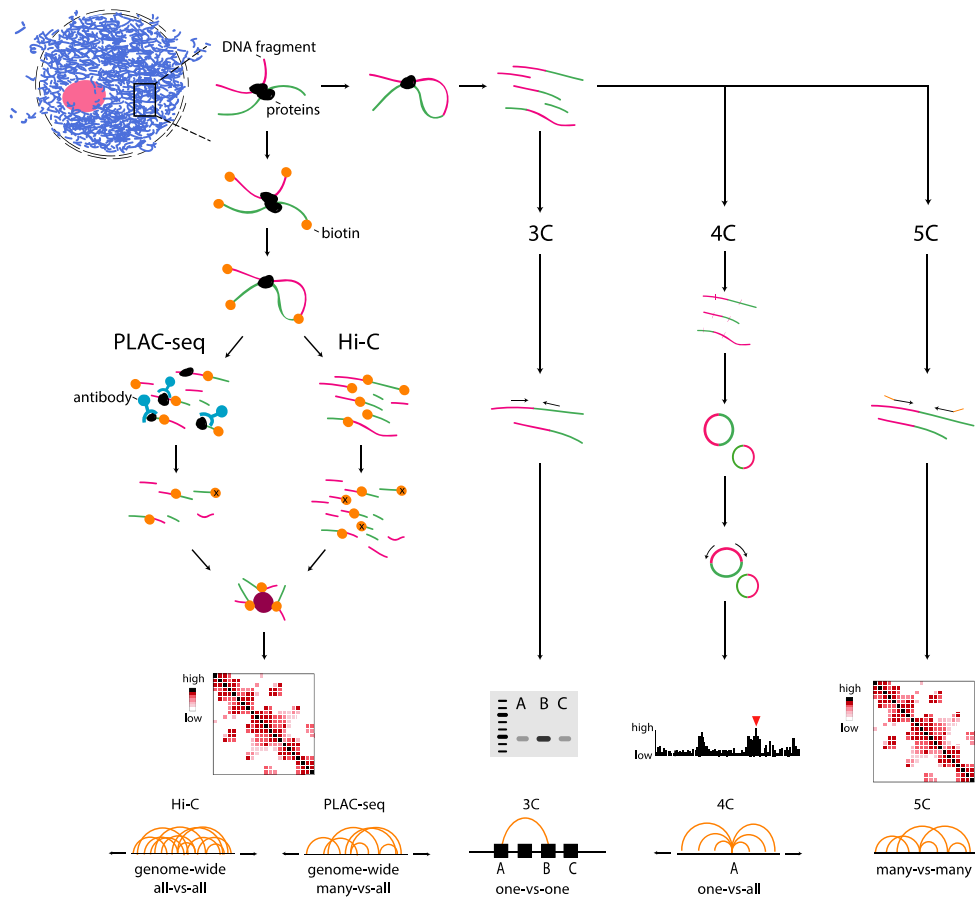 DNA fragment
proteins
biotin
3C
4C
5C
PLAC-seq
Hi-C
antibody
x
x
x
x
high
low
A B C
high
low
high
low
Hi-C
PLAC-seq
3C
4C
5C
A
B
C
A
genome-wide
all-vs-all
genome-wide
many-vs-all
one-vs-one
one-vs-all
many-vs-many